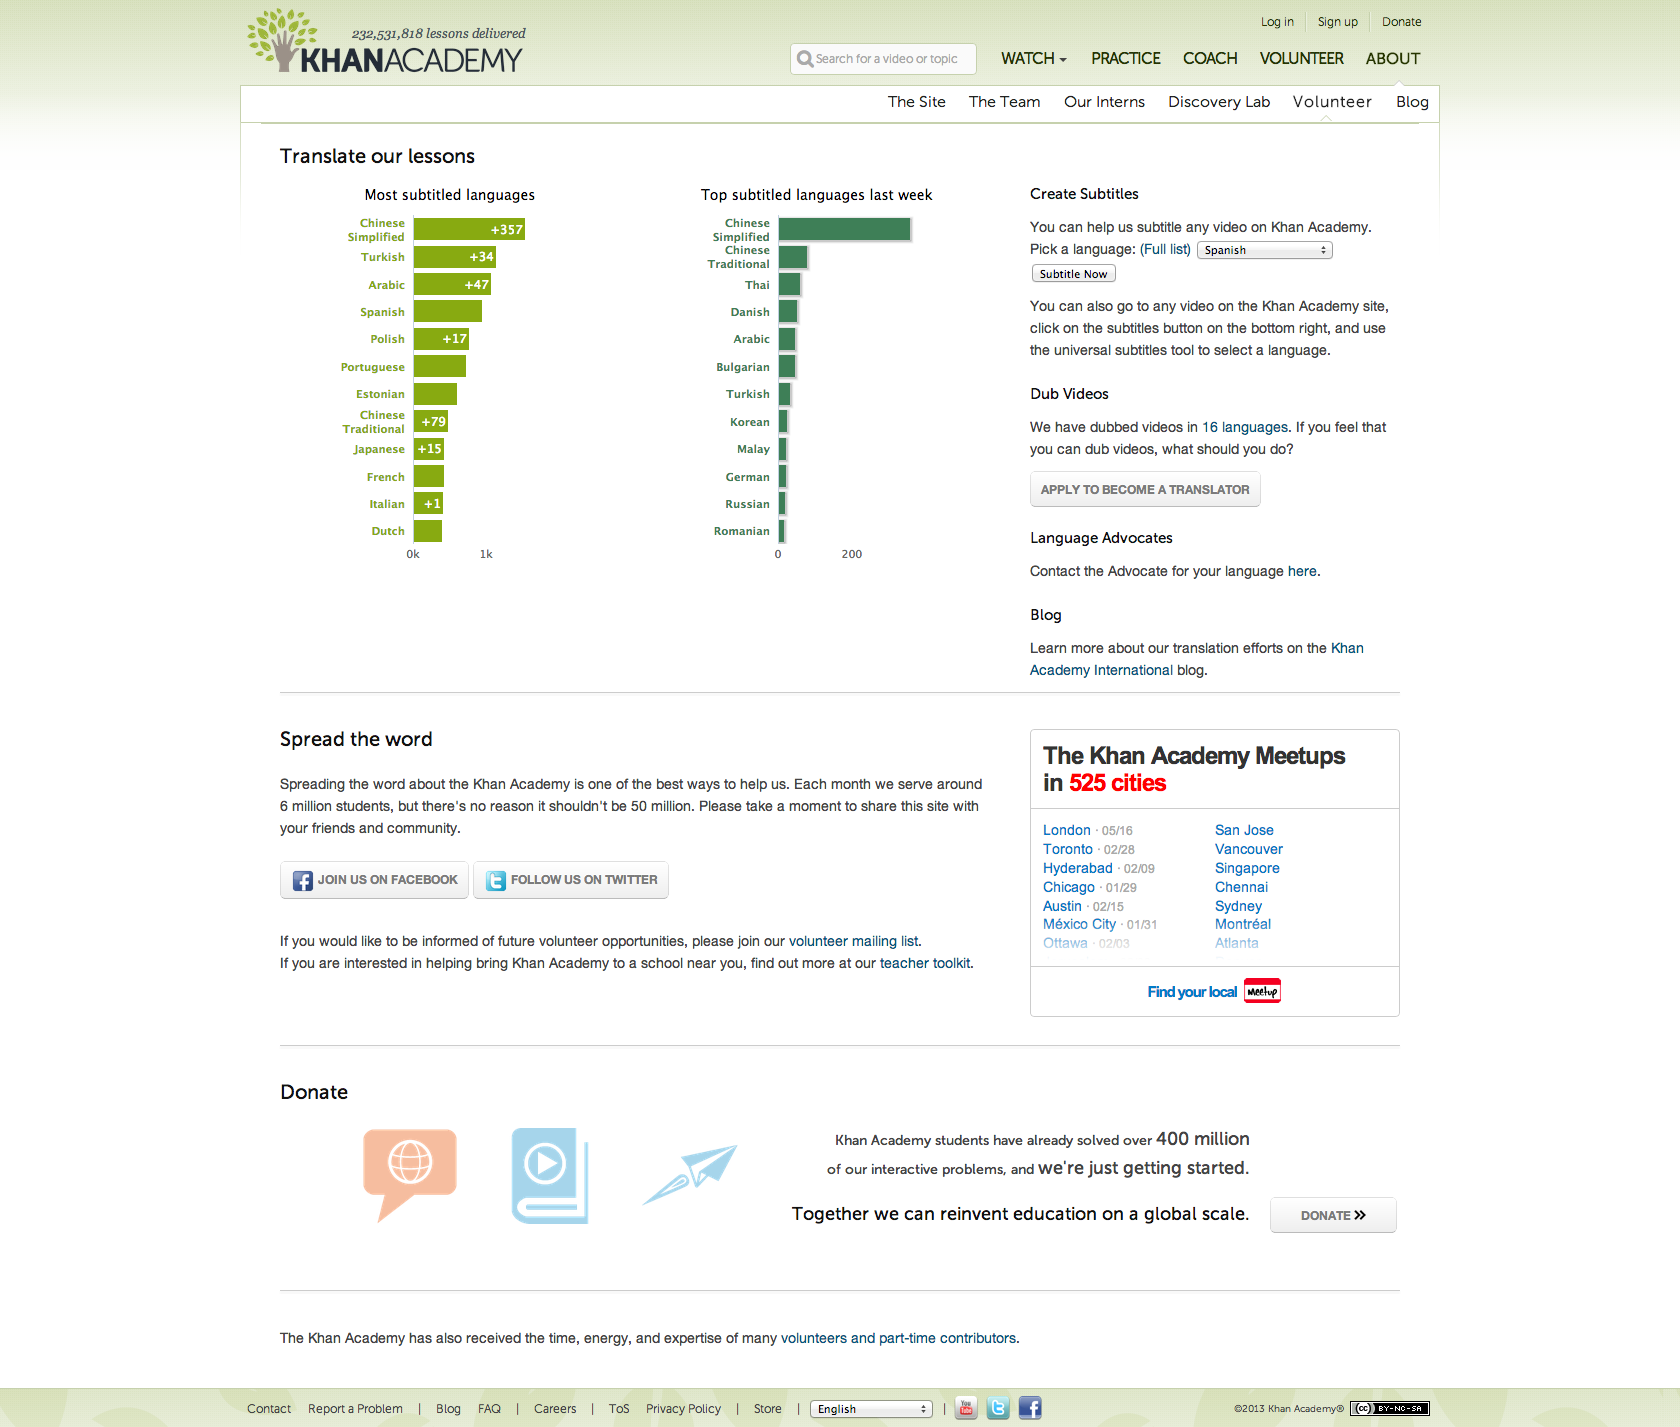 232,531,818 lessons delivered
KHANACADEMY
Log in
Sign up
Donate
Search for a video or topic
WATCH
PRACTICE
COACH
VOLUNTEER
ABOUT
The Site
The Team
Our Interns
Discovery Lab
Volunteer
Blog
Translate our lessons
Most subtitled languages
Chinese
Simplified
+357
Turkish
+34
Arabic
+47
Spanish
Polish
+17
Portuguese
Estonian
Chinese
Traditional
+79
Japanese
+15
French
Italian
+1
Dutch
0k
1k
Top subtitled languages last week
Chinese
Simplified
Chinese
Traditional
Thai
Danish
Arabic
Bulgarian
Turkish
Korean
Malay
German
Russian
Romanian
0
200
Create Subtitles
You can help us subtitle any video on Khan Academy.
Pick a language: (Full list) Spanish
Subtitle Now
You can also go to any video on the Khan Academy site,
click on the subtitles button on the bottom right, and use
the universal subtitles tool to select a language.
Dub Videos
We have dubbed videos in 16 languages. If you feel that
you can dub videos, what should you do?
APPLY TO BECOME A TRANSLATOR
Language Advocates
Contact the Advocate for your language here.
Blog
Learn more about our translation efforts on the Khan
Academy International blog.
Spread the word
Spreading the word about the Khan Academy is one of the best ways to help us. Each month we serve around
6 million students, but there's no reason it shouldn't be 50 million. Please take a moment to share this site with
your friends and community.
JOIN US ON FACEBOOK
FOLLOW US ON TWITTER
If you would like to be informed of future volunteer opportunities, please join our volunteer mailing list.
If you are interested in helping bring Khan Academy to a school near you, find out more at our teacher toolkit.
The Khan Academy Meetups
in 525 cities
London · 05/16
Toronto · 02/28
Hyderabad · 02/09
Chicago · 01/29
Austin · 02/15
México City · 01/31
Ottawa · 02/03
San Jose
Vancouver
Singapore
Chennai
Sydney
Montréal
Atlanta
Find your local Meetup
Donate
Khan Academy students have already solved over 400 million
of our interactive problems, and we're just getting started.
Together we can reinvent education on a global scale.
DONATE »
The Khan Academy has also received the time, energy, and expertise of many volunteers and part-time contributors.
Contact
Report a Problem
|
Blog
FAQ
|
Careers
|
ToS
Privacy Policy
|
Store
|
English
|
You
Tube
©2013 Khan Academy®
(cc) BY-NC-SA